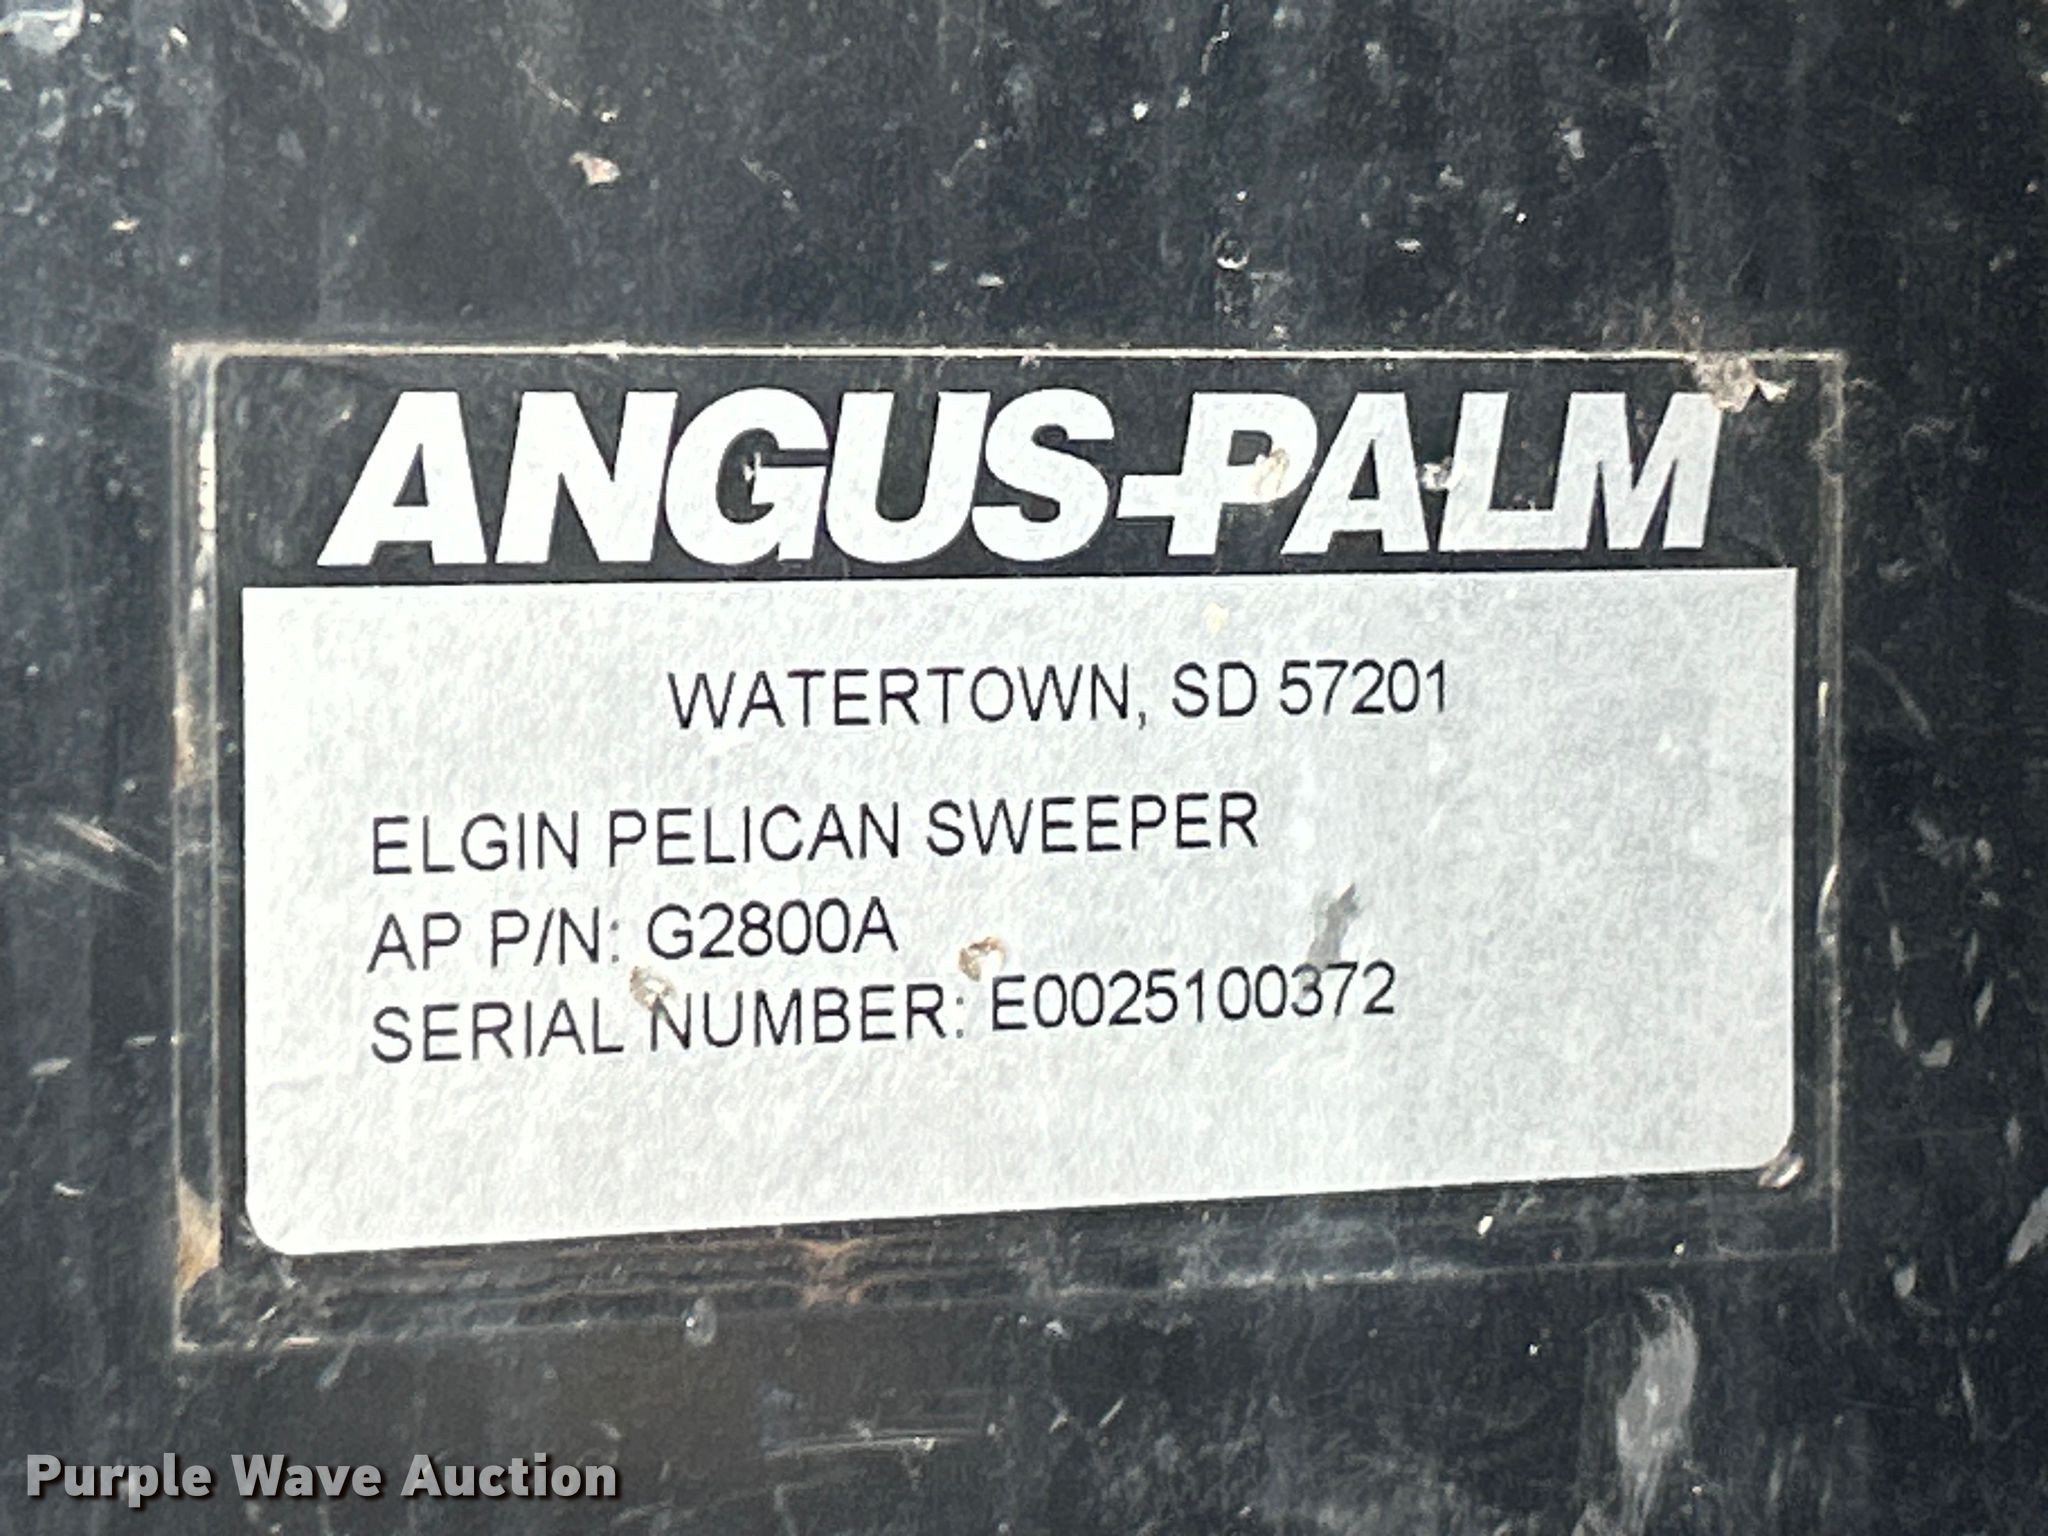 ANGUS-PALM
WATERTOWN, SD 57201
ELGIN PELICAN SWEEPER
AP P/N: G2800A
SERIAL NUMBER: E0025100372
Purple Wave Auction